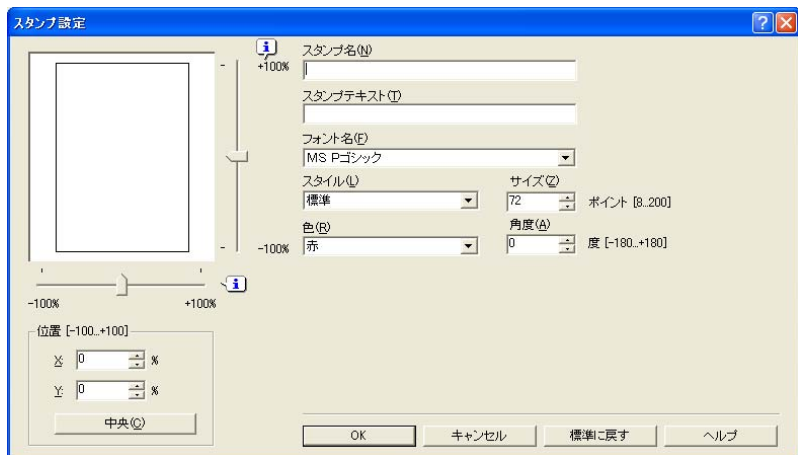 スタンプ設定
スタンプ名(N)
+100%
スタンプテキスト(T)
フォント名(F)
MS Pゴシック
スタイル(L)
サイズ(Z)
標準
72
ポイント [8...200]
色(R)
角度(A)
-100%
赤
0
度 [-180...+180]
-100%
+100%
位置 [-100...+100]
X: 0 %
Y: 0 %
中央(C)
OK
キャンセル
標準に戻す
ヘルプ